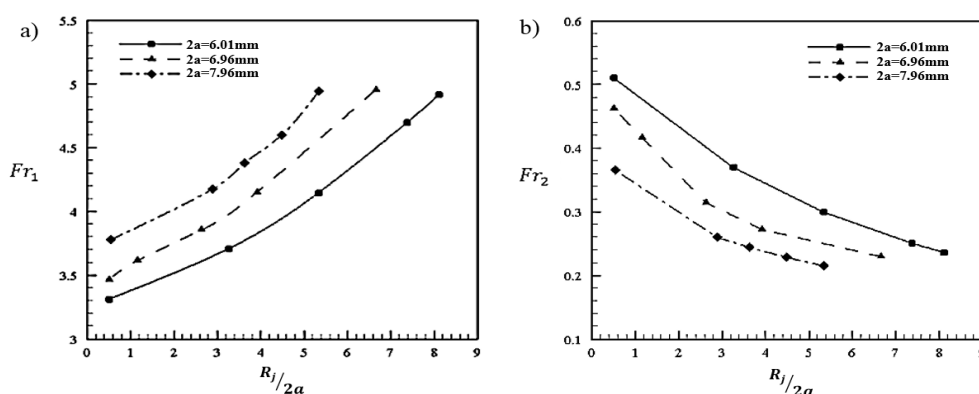 a)
5.5
5
4.5
4
3.5
3
Fr₁
2a=6.01mm
2a=6.96mm
2a=7.96mm
0 1 2 3 4 5 6 7 8 9
Rⱼ/2a
b)
0.6
0.5
0.4
0.3
0.2
0.1
Fr₂
2a=6.01mm
2a=6.96mm
2a=7.96mm
0 1 2 3 4 5 6 7 8 9
Rⱼ/2a